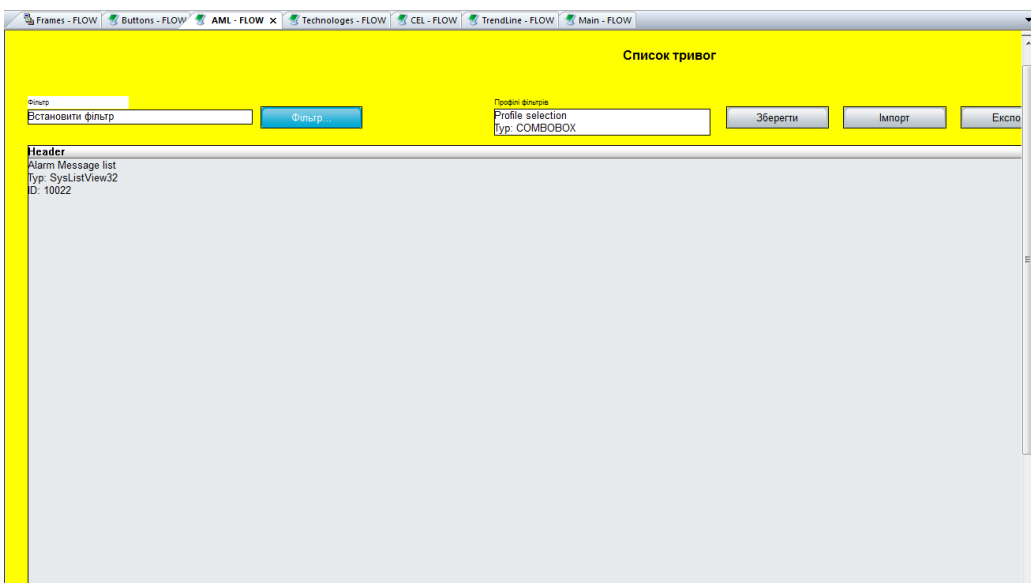 Frames - FLOW Buttons - FLOW AML - FLOW x Technologes - FLOW CEL - FLOW TrendLine - FLOW Main - FLOW
Список тривог
Фільтр
Встановити фільтр
Фільтр...
Профілі фільтрів
Profile selection
Typ: COMBOBOX
Зберегти
Імпорт
Експо
Header
Alarm Message list
Typ: SysListView32
ID: 10022